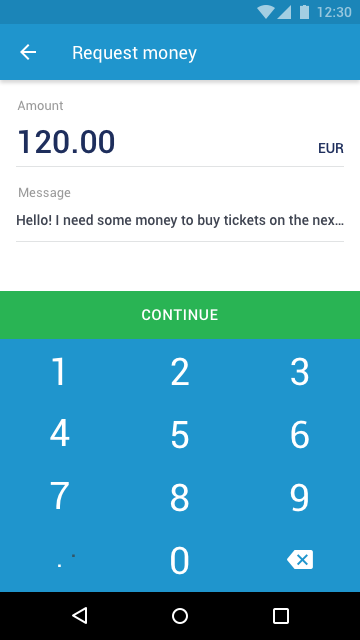 12:30
Request money
Amount
120.00
EUR
Message
Hello! I need some money to buy tickets on the nex…
CONTINUE
1 2 3
4 5 6
7 8 9
. 0